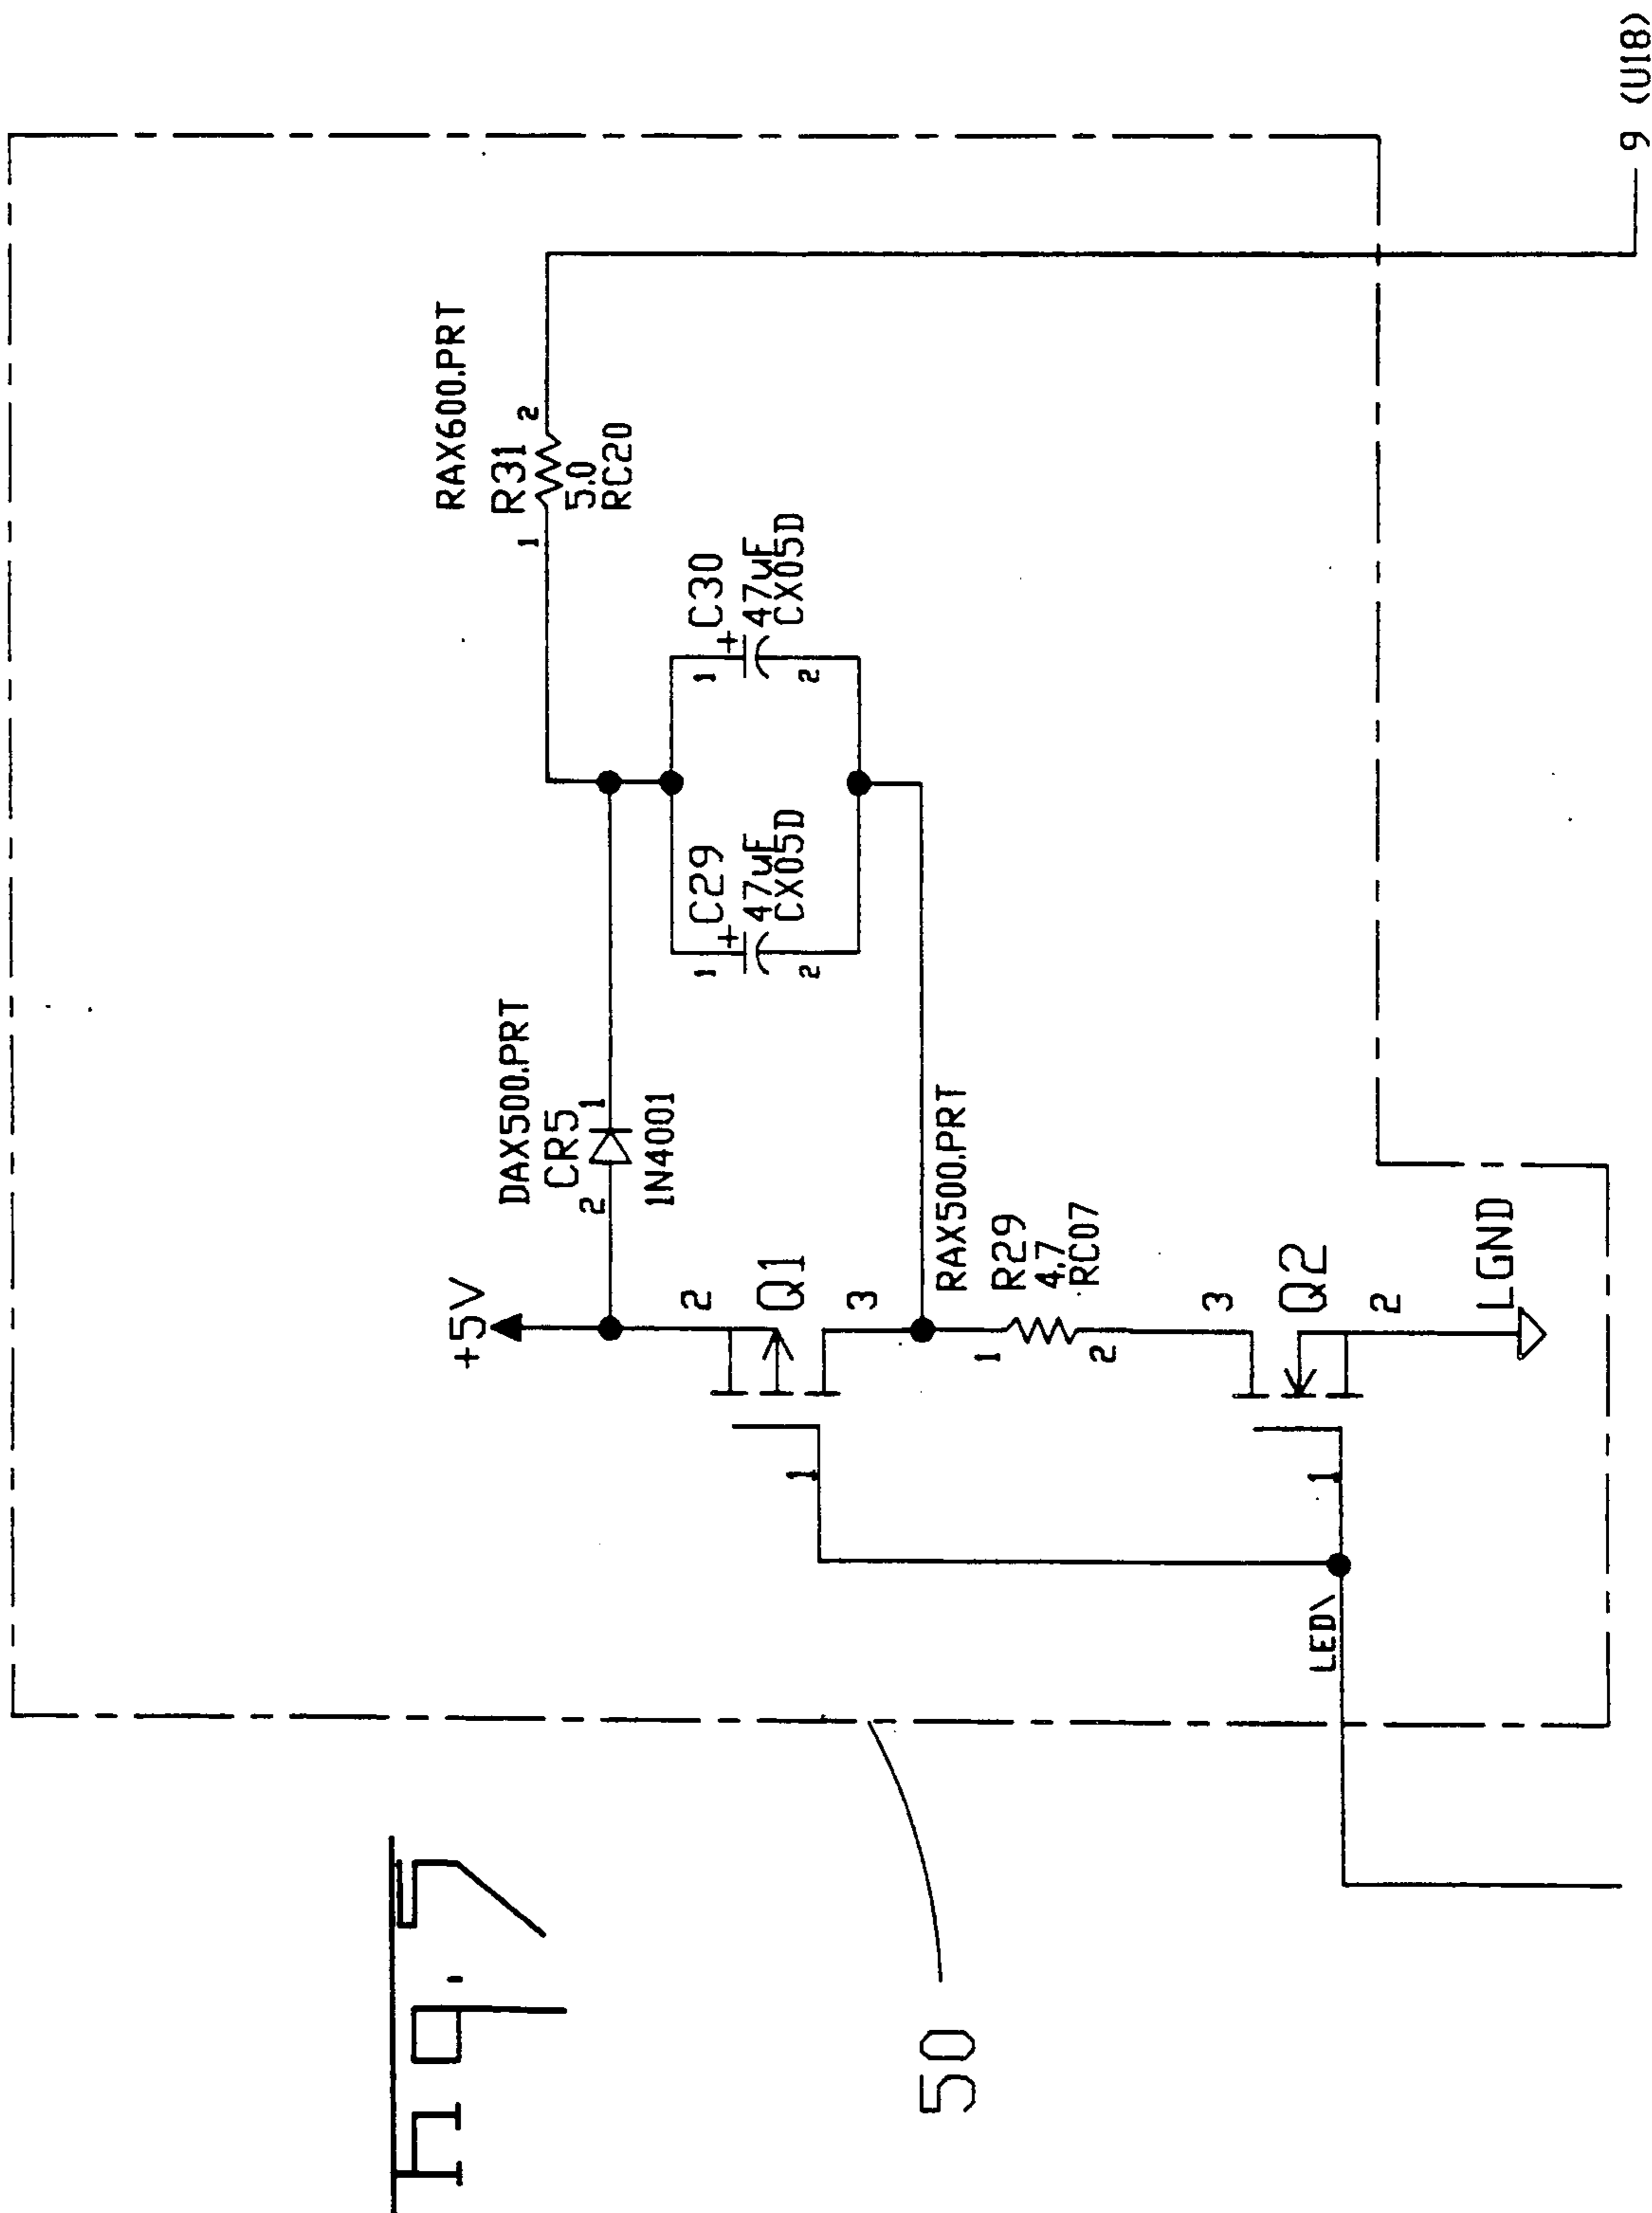 Fig. 7
50
+5V
DAX500.PRT
2 CR5 1
1N4001
RAX600.PRT
1 R31 2
5.0
RC20
2
Q1
3
1
1 + C29
47uF
CX05D
2
1 + C30
47uF
CX05D
2
RAX500.PRT
1 R29
4.7
RC07
2
3
Q2
2
1
LED\
LGND
9 (U18)